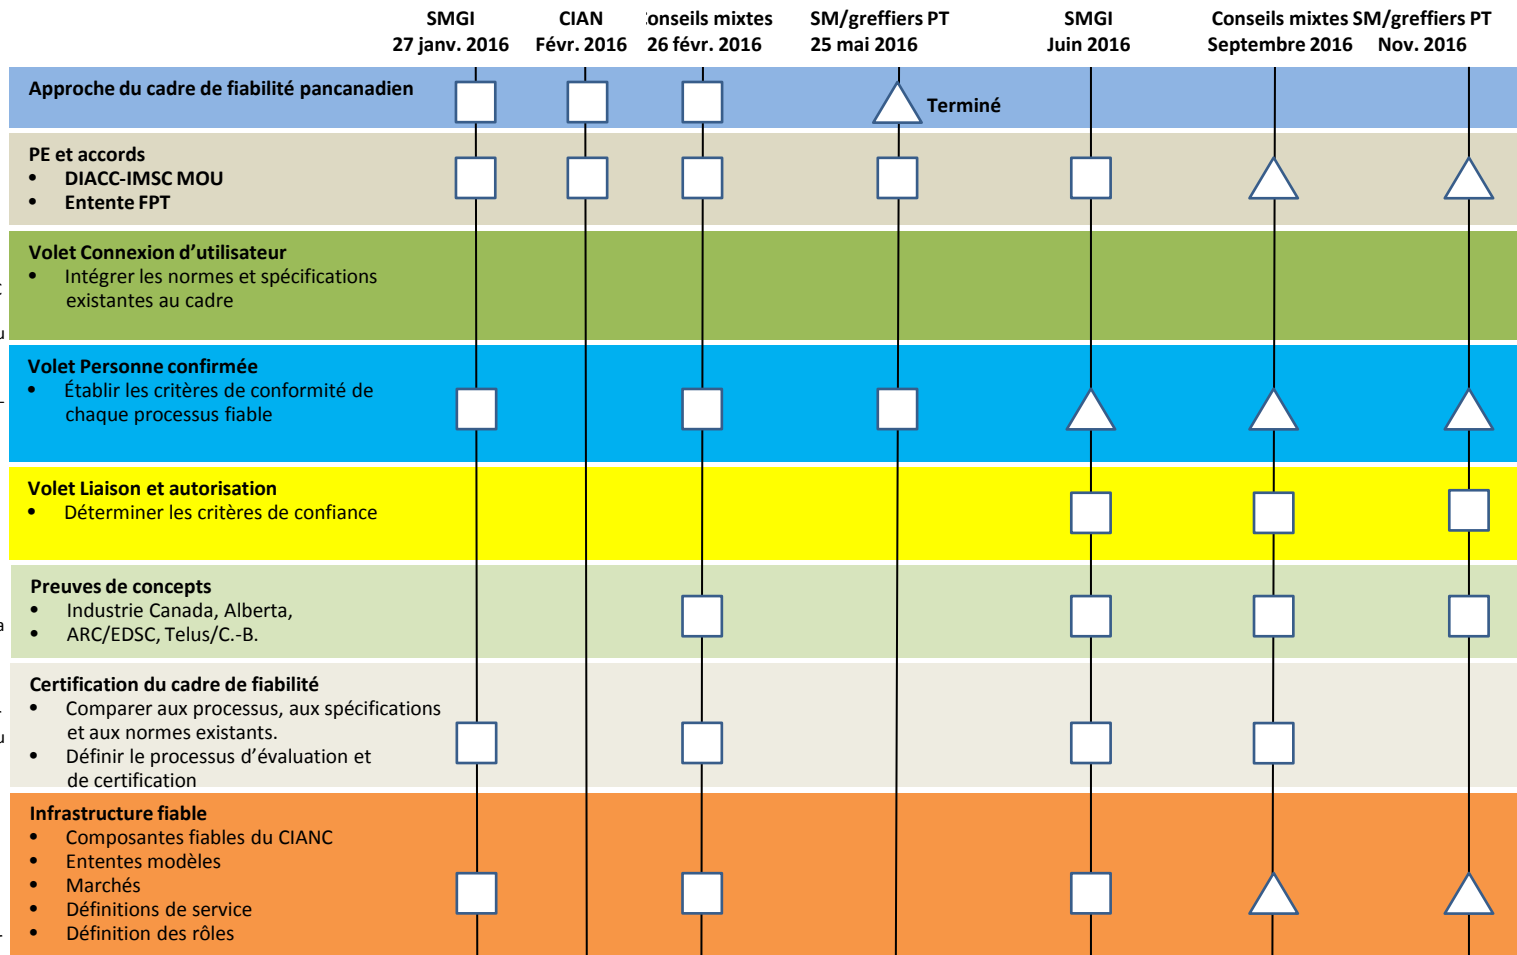 SMGI
27 janv. 2016
CIAN
Févr. 2016
Conseils mixtes
26 févr. 2016
SM/greffiers PT
25 mai 2016
SMGI
Juin 2016
Conseils mixtes
Septembre 2016
SM/greffiers PT
Nov. 2016
Approche du cadre de fiabilité pancanadien
Terminé
PE et accords
• DIACC-IMSC MOU
• Entente FPT
Volet Connexion d'utilisateur
• Intégrer les normes et spécifications
existantes au cadre
Volet Personne confirmée
• Établir les critères de conformité de
chaque processus fiable
Volet Liaison et autorisation
• Déterminer les critères de confiance
Preuves de concepts
• Industrie Canada, Alberta,
• ARC/EDSC, Telus/C.-B.
Certification du cadre de fiabilité
• Comparer aux processus, aux spécifications
et aux normes existants.
• Définir le processus d'évaluation et
de certification
Infrastructure fiable
• Composantes fiables du CIANC
• Ententes modèles
• Marchés
• Définitions de service
• Définition des rôles